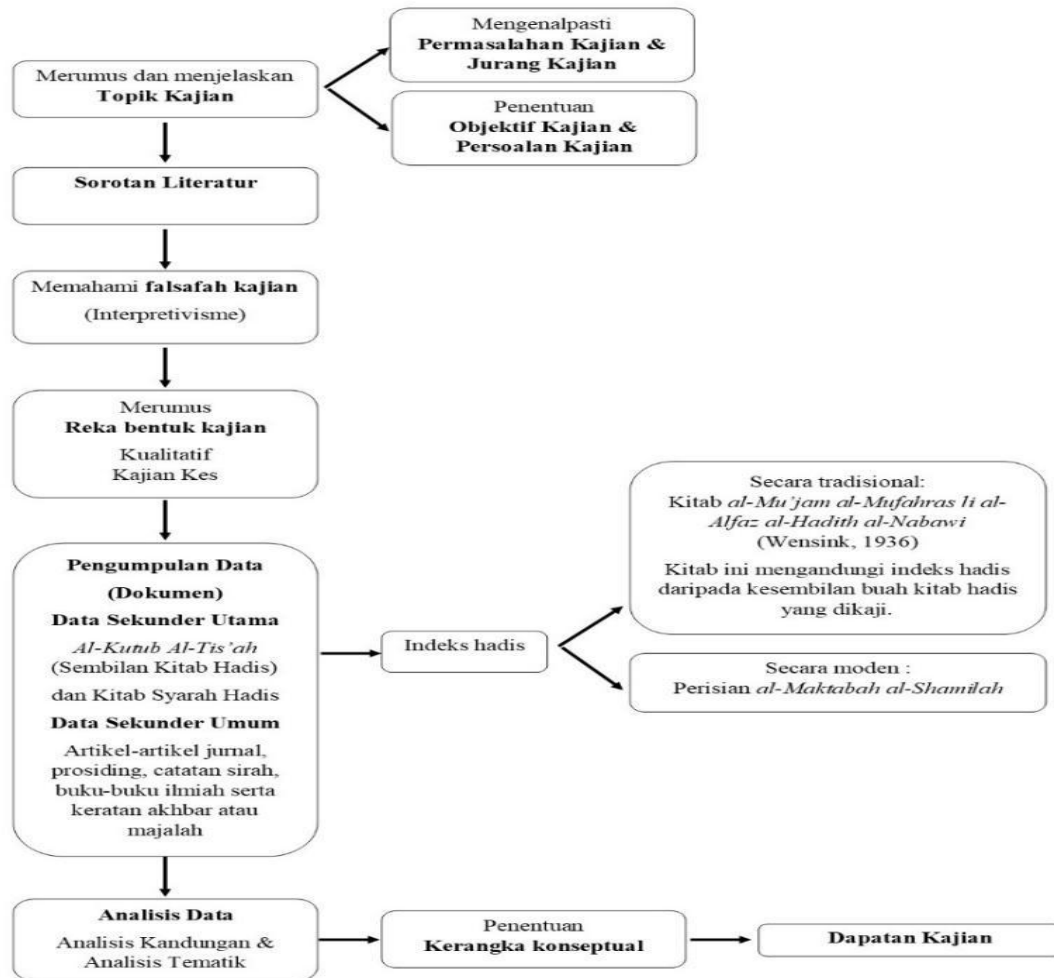 Mengenalpasti
Permasalahan Kajian &
Jurang Kajian
Merumus dan menjelaskan
Topik Kajian
Penentuan
Objektif Kajian &
Persoalan Kajian
Sorotan Literatur
Memahami falsafah kajian
(Interpretivisme)
Merumus
Reka bentuk kajian
Kualitatif
Kajian Kes
Pengumpulan Data
(Dokumen)
Data Sekunder Utama
Al-Kutub Al-Tis’ah
(Sembilan Kitab Hadis)
dan Kitab Syarah Hadis
Data Sekunder Umum
Artikel-artikel jurnal,
prosiding, catatan sirah,
buku-buku ilmiah serta
keratan akhbar atau
majalah
Indeks hadis
Secara tradisional:
Kitab al-Mu’jam al-Mufahras li al-
Alfaz al-Hadith al-Nabawi
(Wensink, 1936)
Kitab ini mengandungi indeks hadis
daripada kesembilan buah kitab hadis
yang dikaji.
Secara moden :
Perisian al-Maktabah al-Shamilah
Analisis Data
Analisis Kandungan &
Analisis Tematik
Penentuan
Kerangka konseptual
Dapatan Kajian